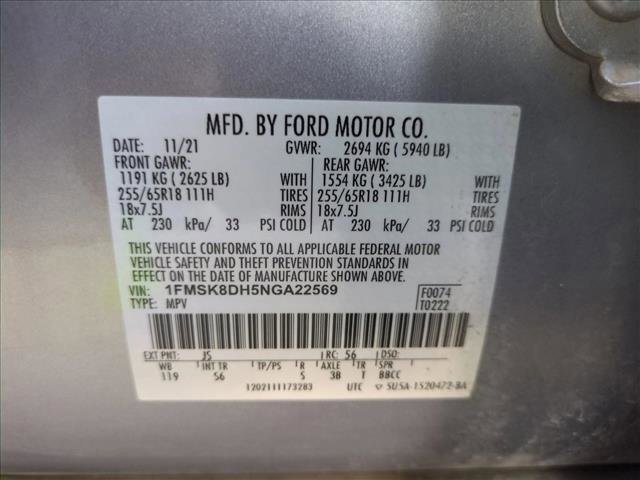 MFD. BY FORD MOTOR CO.
DATE: 11/21 GVWR: 2694 KG ( 5940 LB)
FRONT GAWR: REAR GAWR:
1191 KG ( 2625 LB) WITH 1554 KG ( 3425 LB) WITH
255/65R18 111H TIRES 255/65R18 111H TIRES
18x7.5J RIMS 18x7.5J RIMS
AT 230 kPa/ 33 PSI COLD AT 230 kPa/ 33 PSI COLD
THIS VEHICLE CONFORMS TO ALL APPLICABLE FEDERAL MOTOR
VEHICLE SAFETY AND THEFT PREVENTION STANDARDS IN
EFFECT ON THE DATE OF MANUFACTURE SHOWN ABOVE.
VIN: 1FMSK8DH5NGA22569 F0074
TYPE: MPV T0222
EXT PNT: JS RC: 56 DSO:
WB INT TR TP/PS R AXLE TR SPR
119 S6 5 3B T BBCC
1202111173283 UTC SU5A-1520472-BA